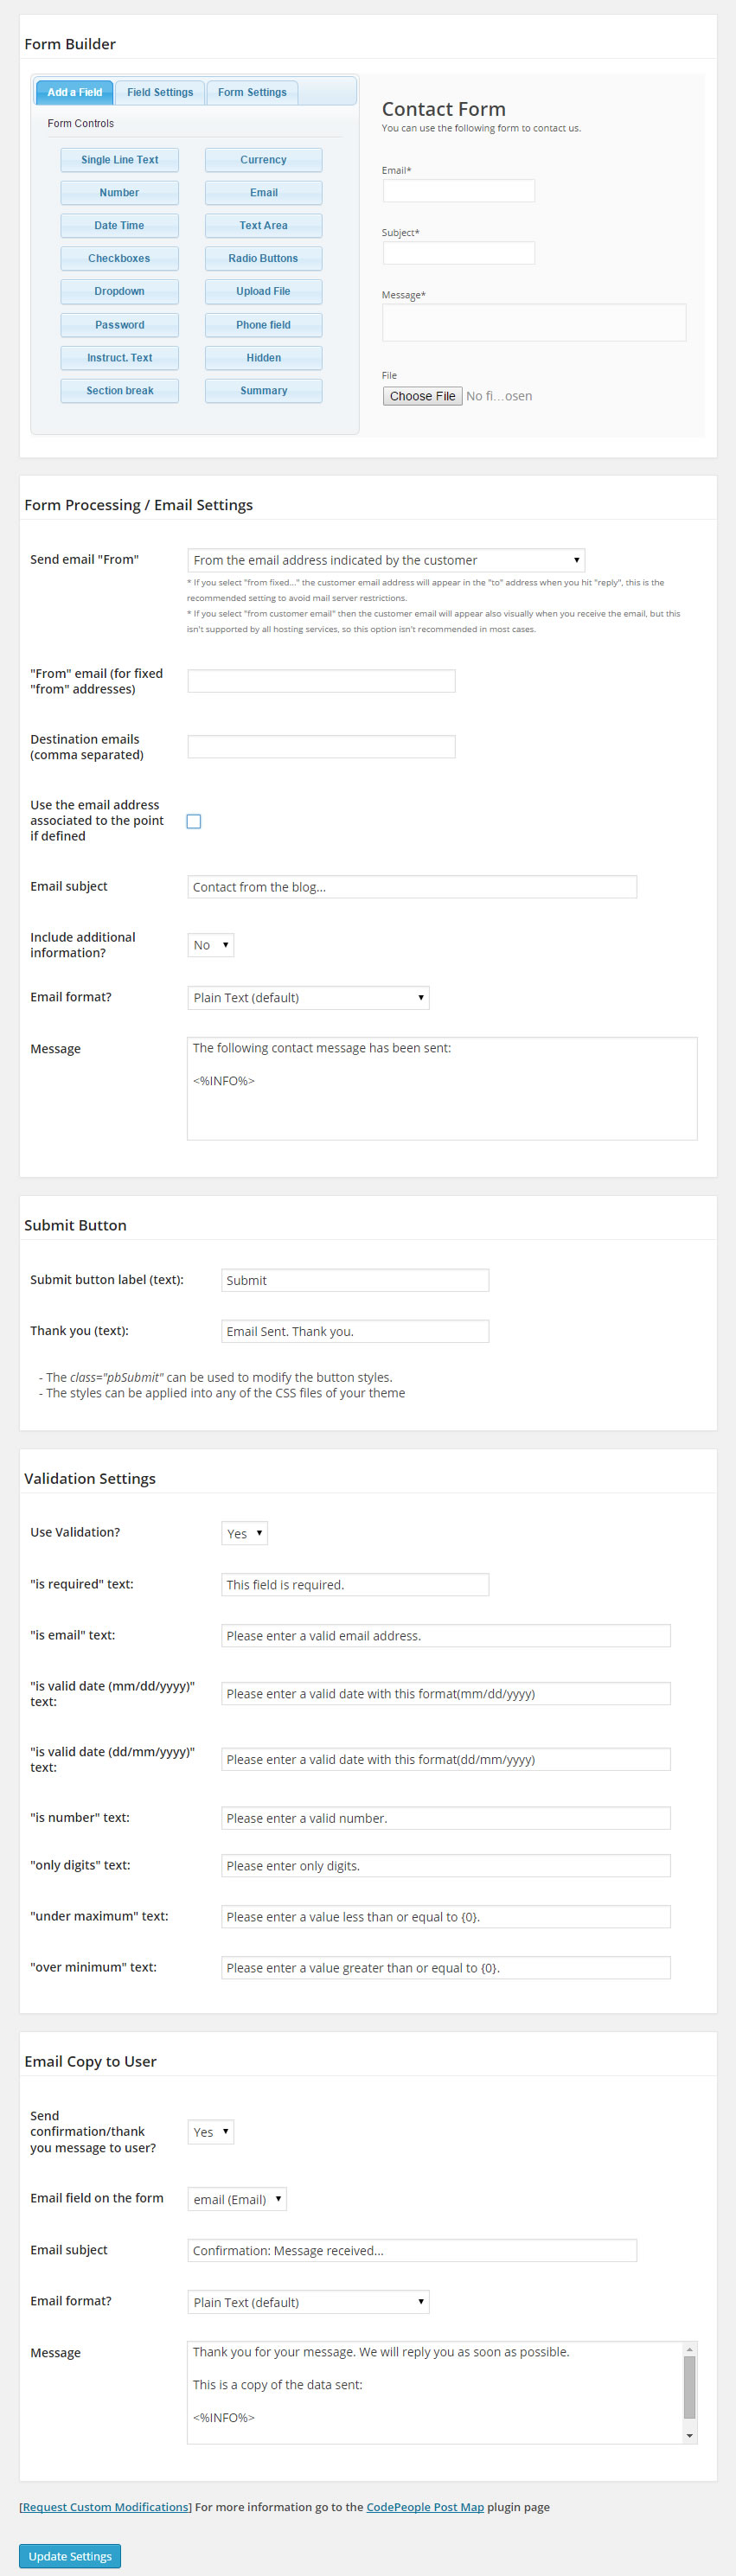 Form Builder
Add a Field Field Settings Form Settings
Form Controls
Single Line Text Currency
Number Email
Date Time Text Area
Checkboxes Radio Buttons
Dropdown Upload File
Password Phone field
Instruct. Text Hidden
Section break Summary
Contact Form
You can use the following form to contact us.
Email*
Subject*
Message*
File
Choose File No fi...osen
Form Processing / Email Settings
Send email "From" From the email address indicated by the customer
* If you select "from fixed..." the customer email address will appear in the "to" address when you hit "reply", this is the
recommended setting to avoid mail server restrictions.
* If you select "from customer email" then the customer email will appear also visually when you receive the email, but this
isn't supported by all hosting services, so this option isn't recommended in most cases.
"From" email (for fixed
"from" addresses)
Destination emails
(comma separated)
Use the email address
associated to the point
if defined
Email subject Contact from the blog...
Include additional
information? No
Email format? Plain Text (default)
Message The following contact message has been sent:
<%INFO%>
Submit Button
Submit button label (text): Submit
Thank you (text): Email Sent. Thank you.
- The class="pbSubmit" can be used to modify the button styles.
- The styles can be applied into any of the CSS files of your theme
Validation Settings
Use Validation? Yes
"is required" text: This field is required.
"is email" text: Please enter a valid email address.
"is valid date (mm/dd/yyyy)"
text: Please enter a valid date with this format(mm/dd/yyyy)
"is valid date (dd/mm/yyyy)"
text: Please enter a valid date with this format(dd/mm/yyyy)
"is number" text: Please enter a valid number.
"only digits" text: Please enter only digits.
"under maximum" text: Please enter a value less than or equal to {0}.
"over minimum" text: Please enter a value greater than or equal to {0}.
Email Copy to User
Send
confirmation/thank
you message to user? Yes
Email field on the form email (Email)
Email subject Confirmation: Message received...
Email format? Plain Text (default)
Message Thank you for your message. We will reply you as soon as possible.
This is a copy of the data sent:
<%INFO%>
[Request Custom Modifications] For more information go to the CodePeople Post Map plugin page
Update Settings